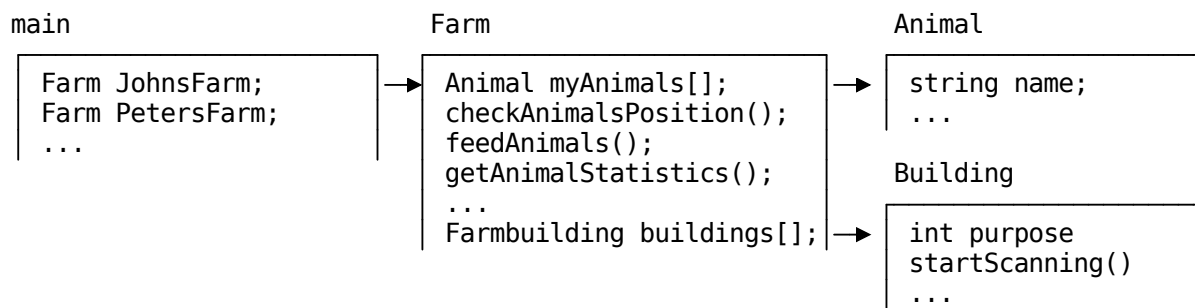 main
Farm JohnsFarm;
Farm PetersFarm;
...
Farm
Animal myAnimals[];
checkAnimalsPosition();
feedAnimals();
getAnimalStatistics();
...
Farmbuilding buildings[];
Animal
string name;
...
Building
int purpose
startScanning()
...